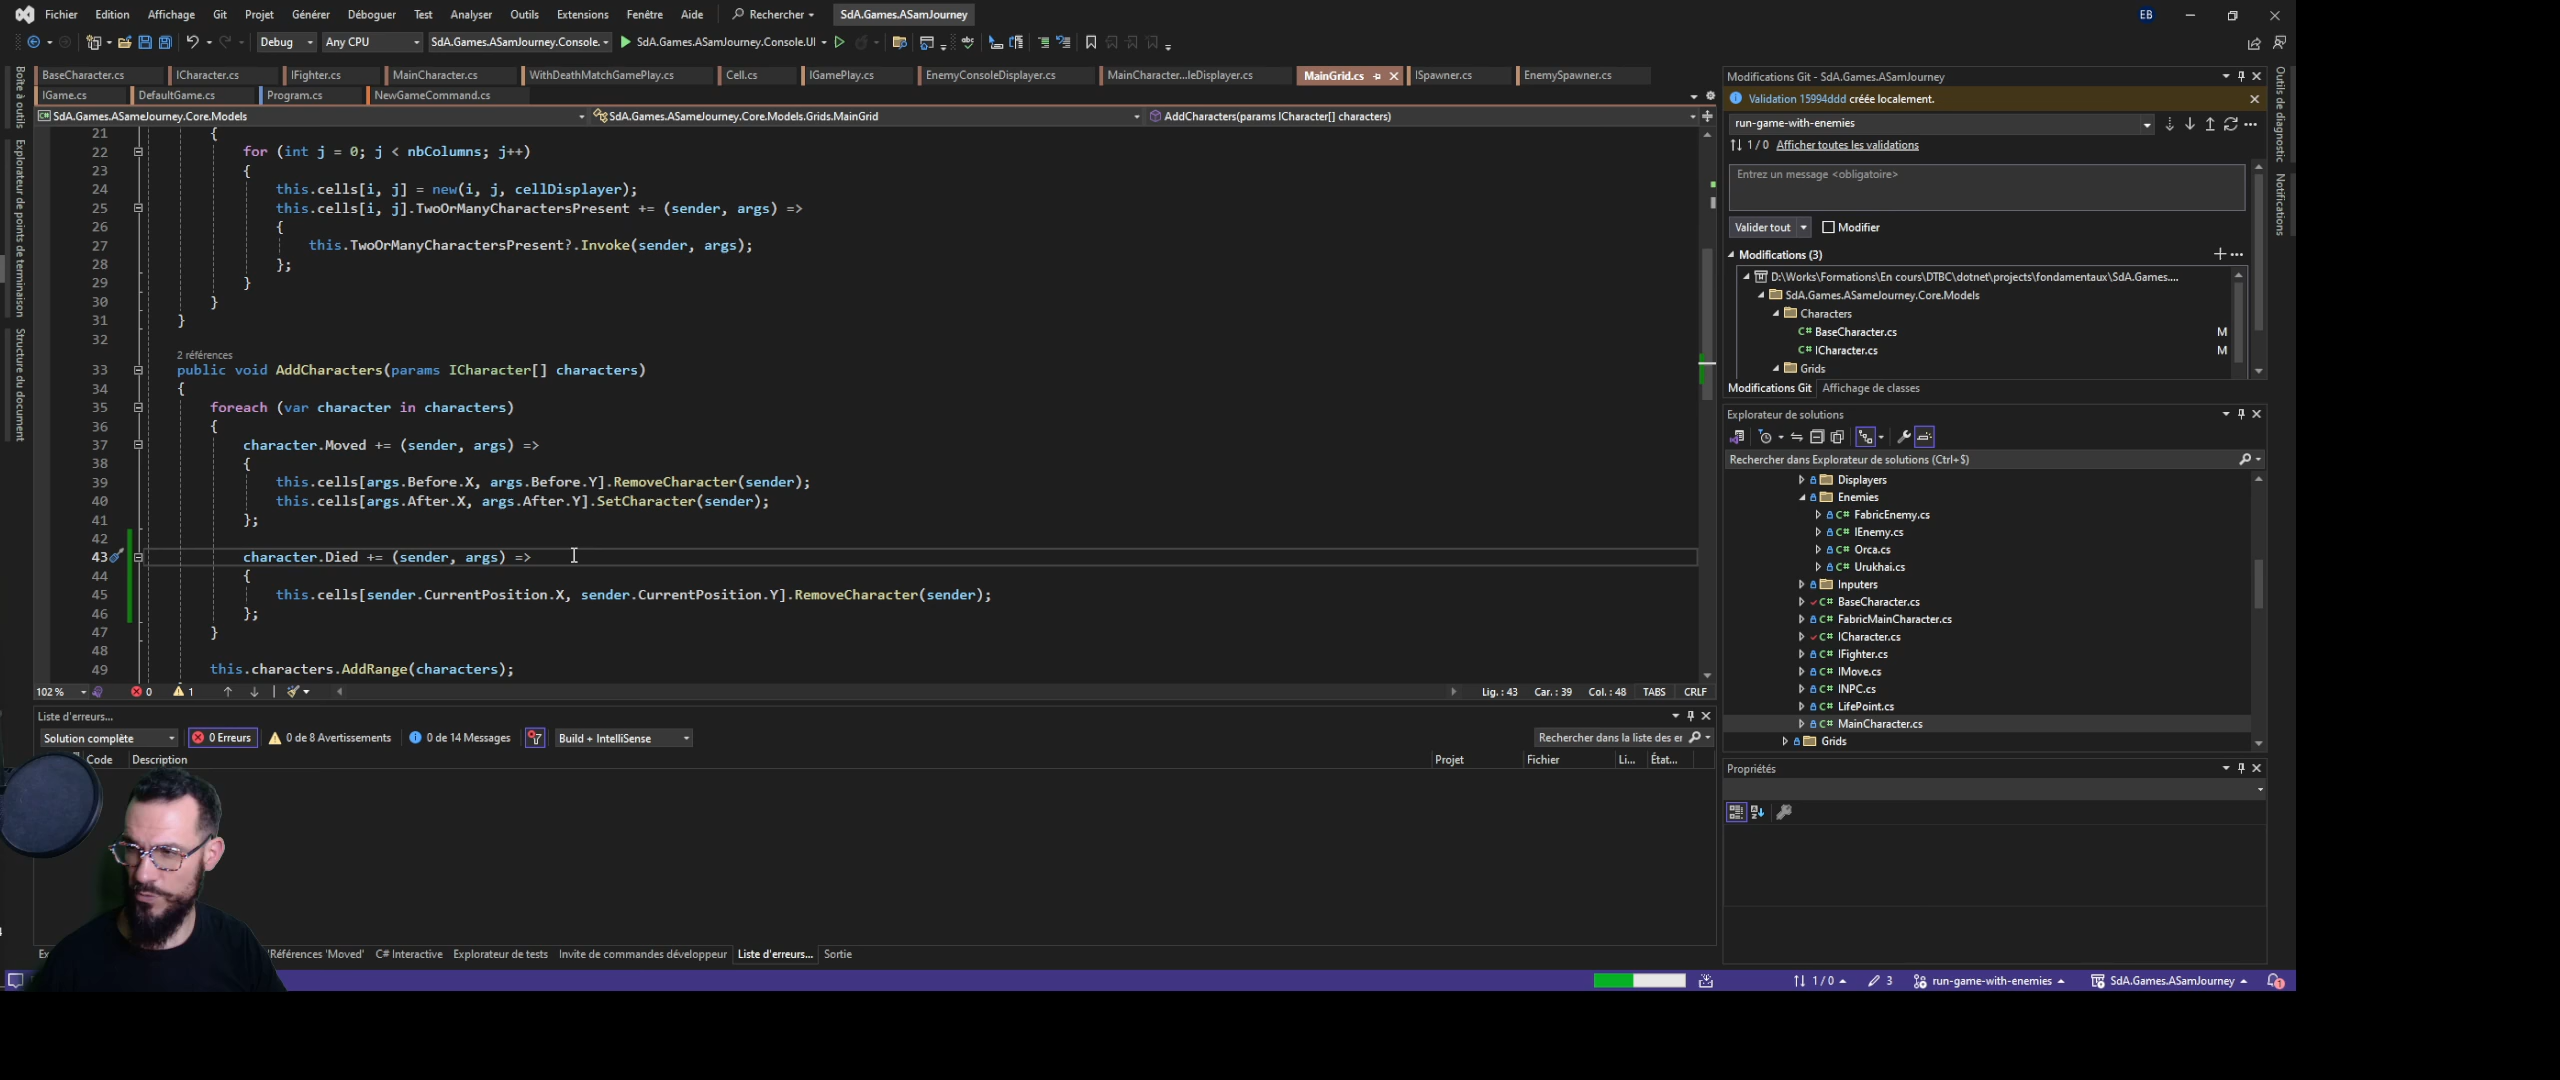 Fichier Edition Affichage Git Projet Générer Déboguer Test Analyser Outils Extensions Fenêtre Aide Rechercher SdA.Games.ASamJourney EB
Debug Any CPU SdA.Games.ASamJourney.Console. SdA.Games.ASamJourney.Console.UI
BaseCharacter.cs ICharacter.cs IFighter.cs MainCharacter.cs WithDeathMatchGamePlay.cs Cell.cs IGamePlay.cs EnemyConsoleDisplayer.cs MainCharacter...leDisplayer.cs MainGrid.cs ISpawner.cs EnemySpawner.cs
IGame.cs DefaultGame.cs Program.cs NewGameCommand.cs
SdA.Games.ASameJourney.Core.Models SdA.Games.ASameJourney.Core.Models.Grids.MainGrid AddCharacters(params ICharacter[] characters)
21 {
22 for (int j = 0; j < nbColumns; j++)
23 {
24 this.cells[i, j] = new(i, j, cellDisplayer);
25 this.cells[i, j].TwoOrManyCharactersPresent += (sender, args) =>
26 {
27 this.TwoOrManyCharactersPresent?.Invoke(sender, args);
28 };
29 }
30 }
31 }
32
2 références
33 public void AddCharacters(params ICharacter[] characters)
34 {
35 foreach (var character in characters)
36 {
37 character.Moved += (sender, args) =>
38 {
39 this.cells[args.Before.X, args.Before.Y].RemoveCharacter(sender);
40 this.cells[args.After.X, args.After.Y].SetCharacter(sender);
41 };
42
43 character.Died += (sender, args) =>
44 {
45 this.cells[sender.CurrentPosition.X, sender.CurrentPosition.Y].RemoveCharacter(sender);
46 };
47 }
48
49 this.characters.AddRange(characters);
102 % 0 1 Lig. : 43 Car. : 39 Col. : 48 TABS CRLF
Liste d'erreurs...
Solution complète 0 Erreurs 0 de 8 Avertissements 0 de 14 Messages Build + IntelliSense Rechercher dans la liste des er
Code Description Projet Fichier Li... État...
'Références 'Moved' C# Interactive Explorateur de tests Invite de commandes développeur Liste d'erreurs... Sortie
Boîte à outils
Explorateur de points de terminaison
Structure du document
Modifications Git - SdA.Games.ASamJourney
Validation 15994ddd créée localement.
run-game-with-enemies
1 / 0 Afficher toutes les validations
Entrez un message <obligatoire>
Valider tout Modifier
Modifications (3)
D:\Works\Formations\En cours\DTBC\dotnet\projects\fondamentaux\SdA.Games....
SdA.Games.ASameJourney.Core.Models
Characters
C# BaseCharacter.cs M
C# ICharacter.cs M
Grids
Modifications Git Affichage de classes
Explorateur de solutions
Rechercher dans Explorateur de solutions (Ctrl+$)
Displayers
Enemies
C# FabricEnemy.cs
C# IEnemy.cs
C# Orca.cs
C# Urukhai.cs
Inputers
C# BaseCharacter.cs
C# FabricMainCharacter.cs
C# ICharacter.cs
C# IFighter.cs
C# IMove.cs
C# INPC.cs
C# LifePoint.cs
C# MainCharacter.cs
Grids
Propriétés
Outils de diagnostic
Notifications
1 / 0 3 run-game-with-enemies SdA.Games.ASamJourney 1